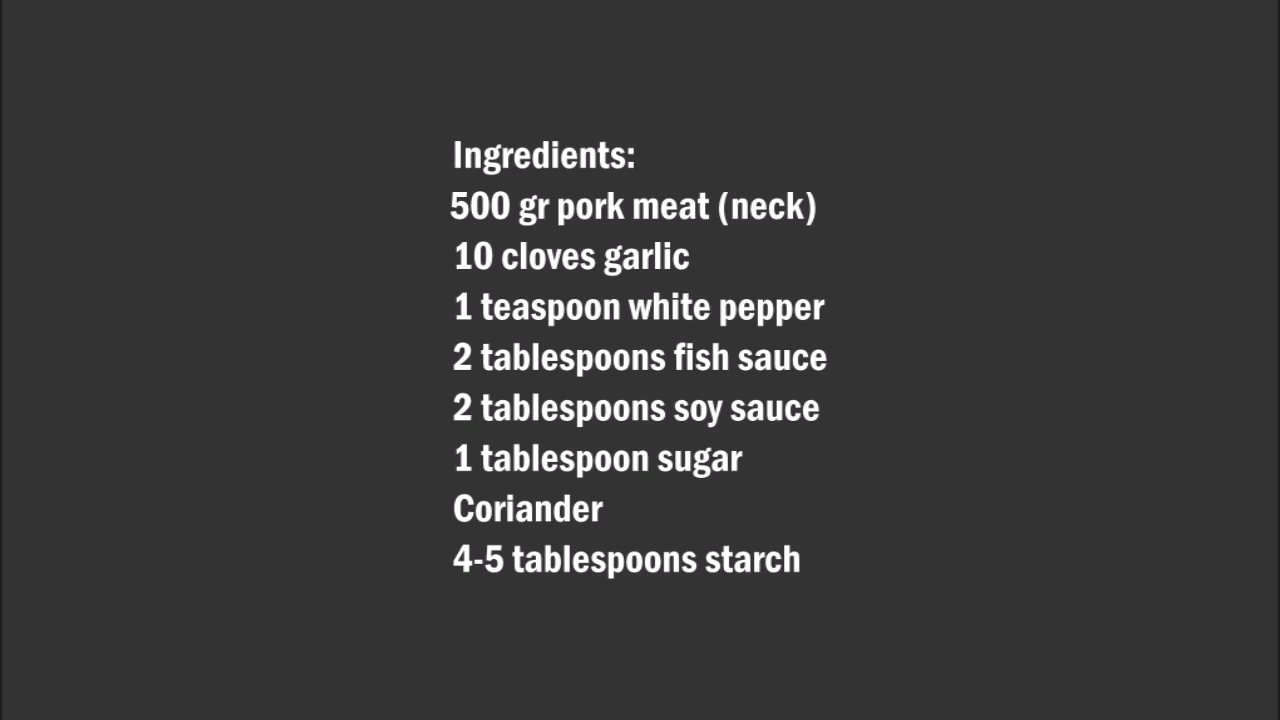 Ingredients:
500 gr pork meat (neck)
10 cloves garlic
1 teaspoon white pepper
2 tablespoons fish sauce
2 tablespoons soy sauce
1 tablespoon sugar
Coriander
4-5 tablespoons starch